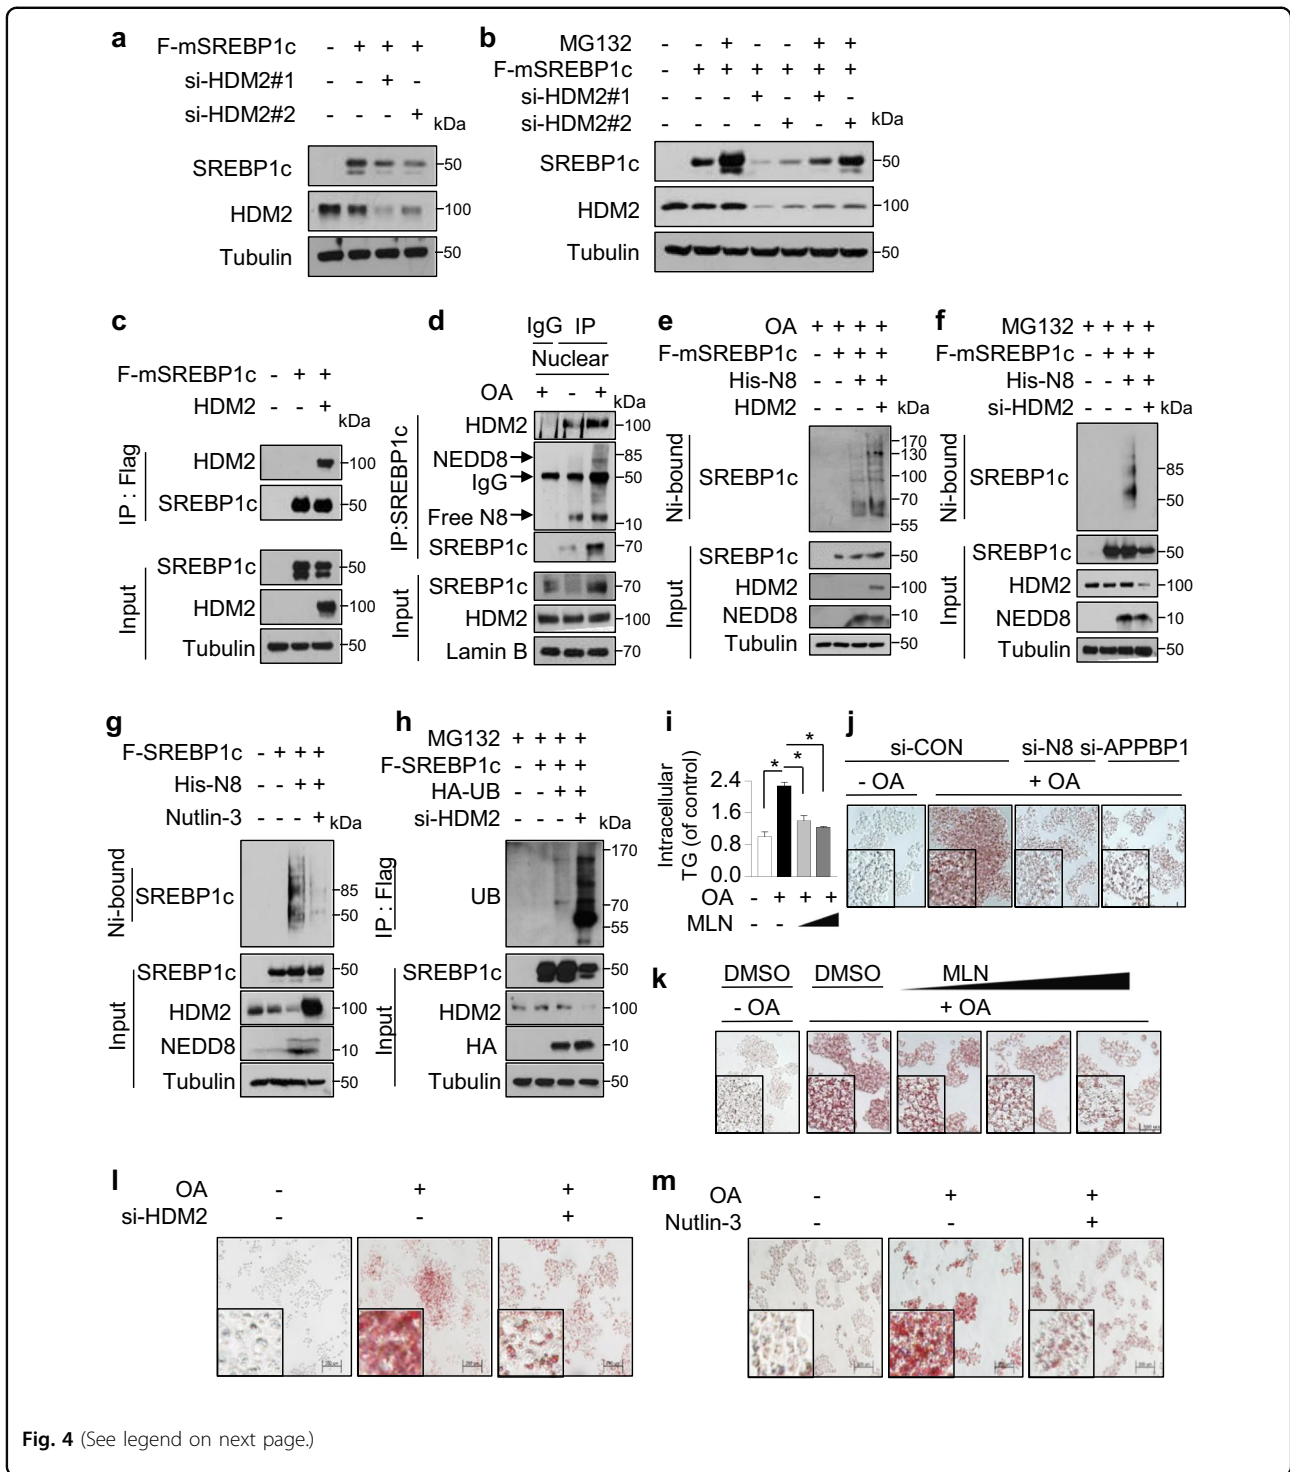 a
F-mSREBP1c - + + +
si-HDM2#1 - - + -
si-HDM2#2 - - - +
kDa
SREBP1c 50
HDM2 100
Tubulin 50
b
MG132 - - + - - + +
F-mSREBP1c - + + + + + +
si-HDM2#1 - - - + - + -
si-HDM2#2 - - - - + - +
kDa
SREBP1c 50
HDM2 100
Tubulin 50
c
F-mSREBP1c - + +
HDM2 - - +
kDa
IP : Flag
HDM2 100
SREBP1c 50
Input
SREBP1c 50
HDM2 100
Tubulin 50
d
IgG IP
Nuclear
OA + - +
kDa
IP:SREBP1c
HDM2 100
NEDD8 85
IgG 50
Free N8 10
SREBP1c 70
Input
SREBP1c 70
HDM2 100
Lamin B 70
e
OA + + + +
F-mSREBP1c - + + +
His-N8 - - + +
HDM2 - - - + kDa
Ni-bound
SREBP1c
170
130
100
70
55
Input
SREBP1c 50
HDM2 100
NEDD8 10
Tubulin 50
f
MG132 + + + +
F-mSREBP1c - + + +
His-N8 - - + +
si-HDM2 - - - + kDa
Ni-bound
SREBP1c
85
50
Input
SREBP1c 50
HDM2 100
NEDD8 10
Tubulin 50
g
F-SREBP1c - + + +
His-N8 - - + +
Nutlin-3 - - - + kDa
Ni-bound
SREBP1c
85
50
Input
SREBP1c 50
HDM2 100
NEDD8 10
Tubulin 50
h
MG132 + + + +
F-SREBP1c - + + +
HA-UB - - + +
si-HDM2 - - - + kDa
IP : Flag
UB
170
70
55
Input
SREBP1c 50
HDM2 100
HA 10
Tubulin 50
i
* * *
Intracellular
TG (of control)
2.4
1.6
0.8
0.0
OA - + + +
MLN - -
j
si-CON si-N8 si-APPBP1
- OA + OA
k
DMSO DMSO MLN
- OA + OA
l
OA - + +
si-HDM2 - - +
m
OA - + +
Nutlin-3 - - +
Fig. 4 (See legend on next page.)